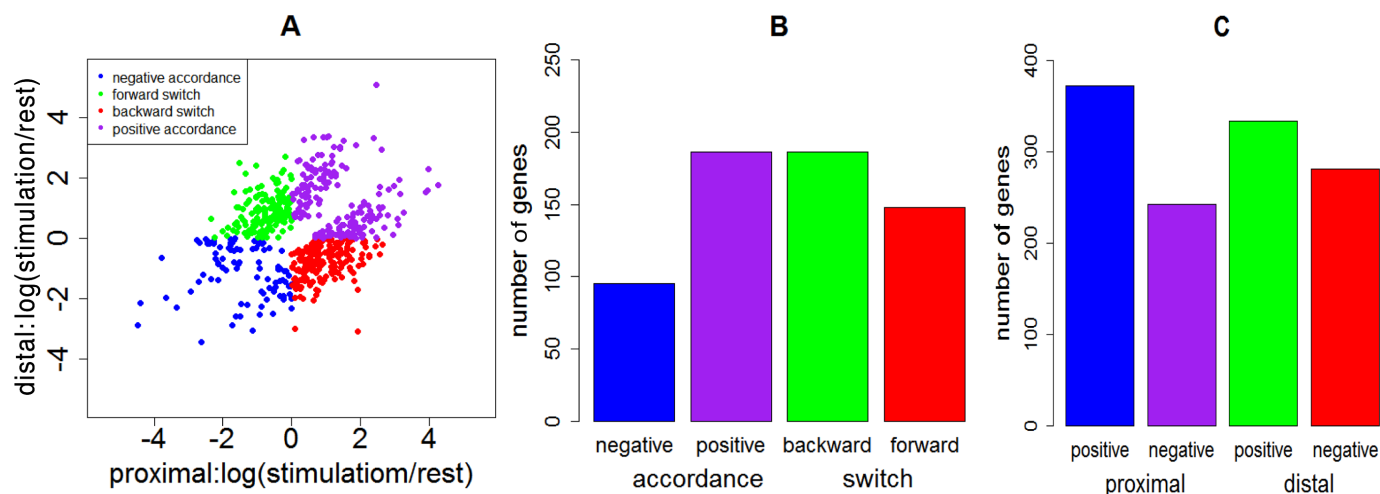 A
negative accordance
forward switch
backward switch
positive accordance
distal:log(stimulation/rest)
4
2
0
-2
-4
-4
-2
0
2
4
proximal:log(stimulatiom/rest)
B
number of genes
250
200
150
100
50
0
negative
positive
backward
forward
accordance
switch
C
number of genes
400
300
200
100
0
positive
negative
positive
negative
proximal
distal